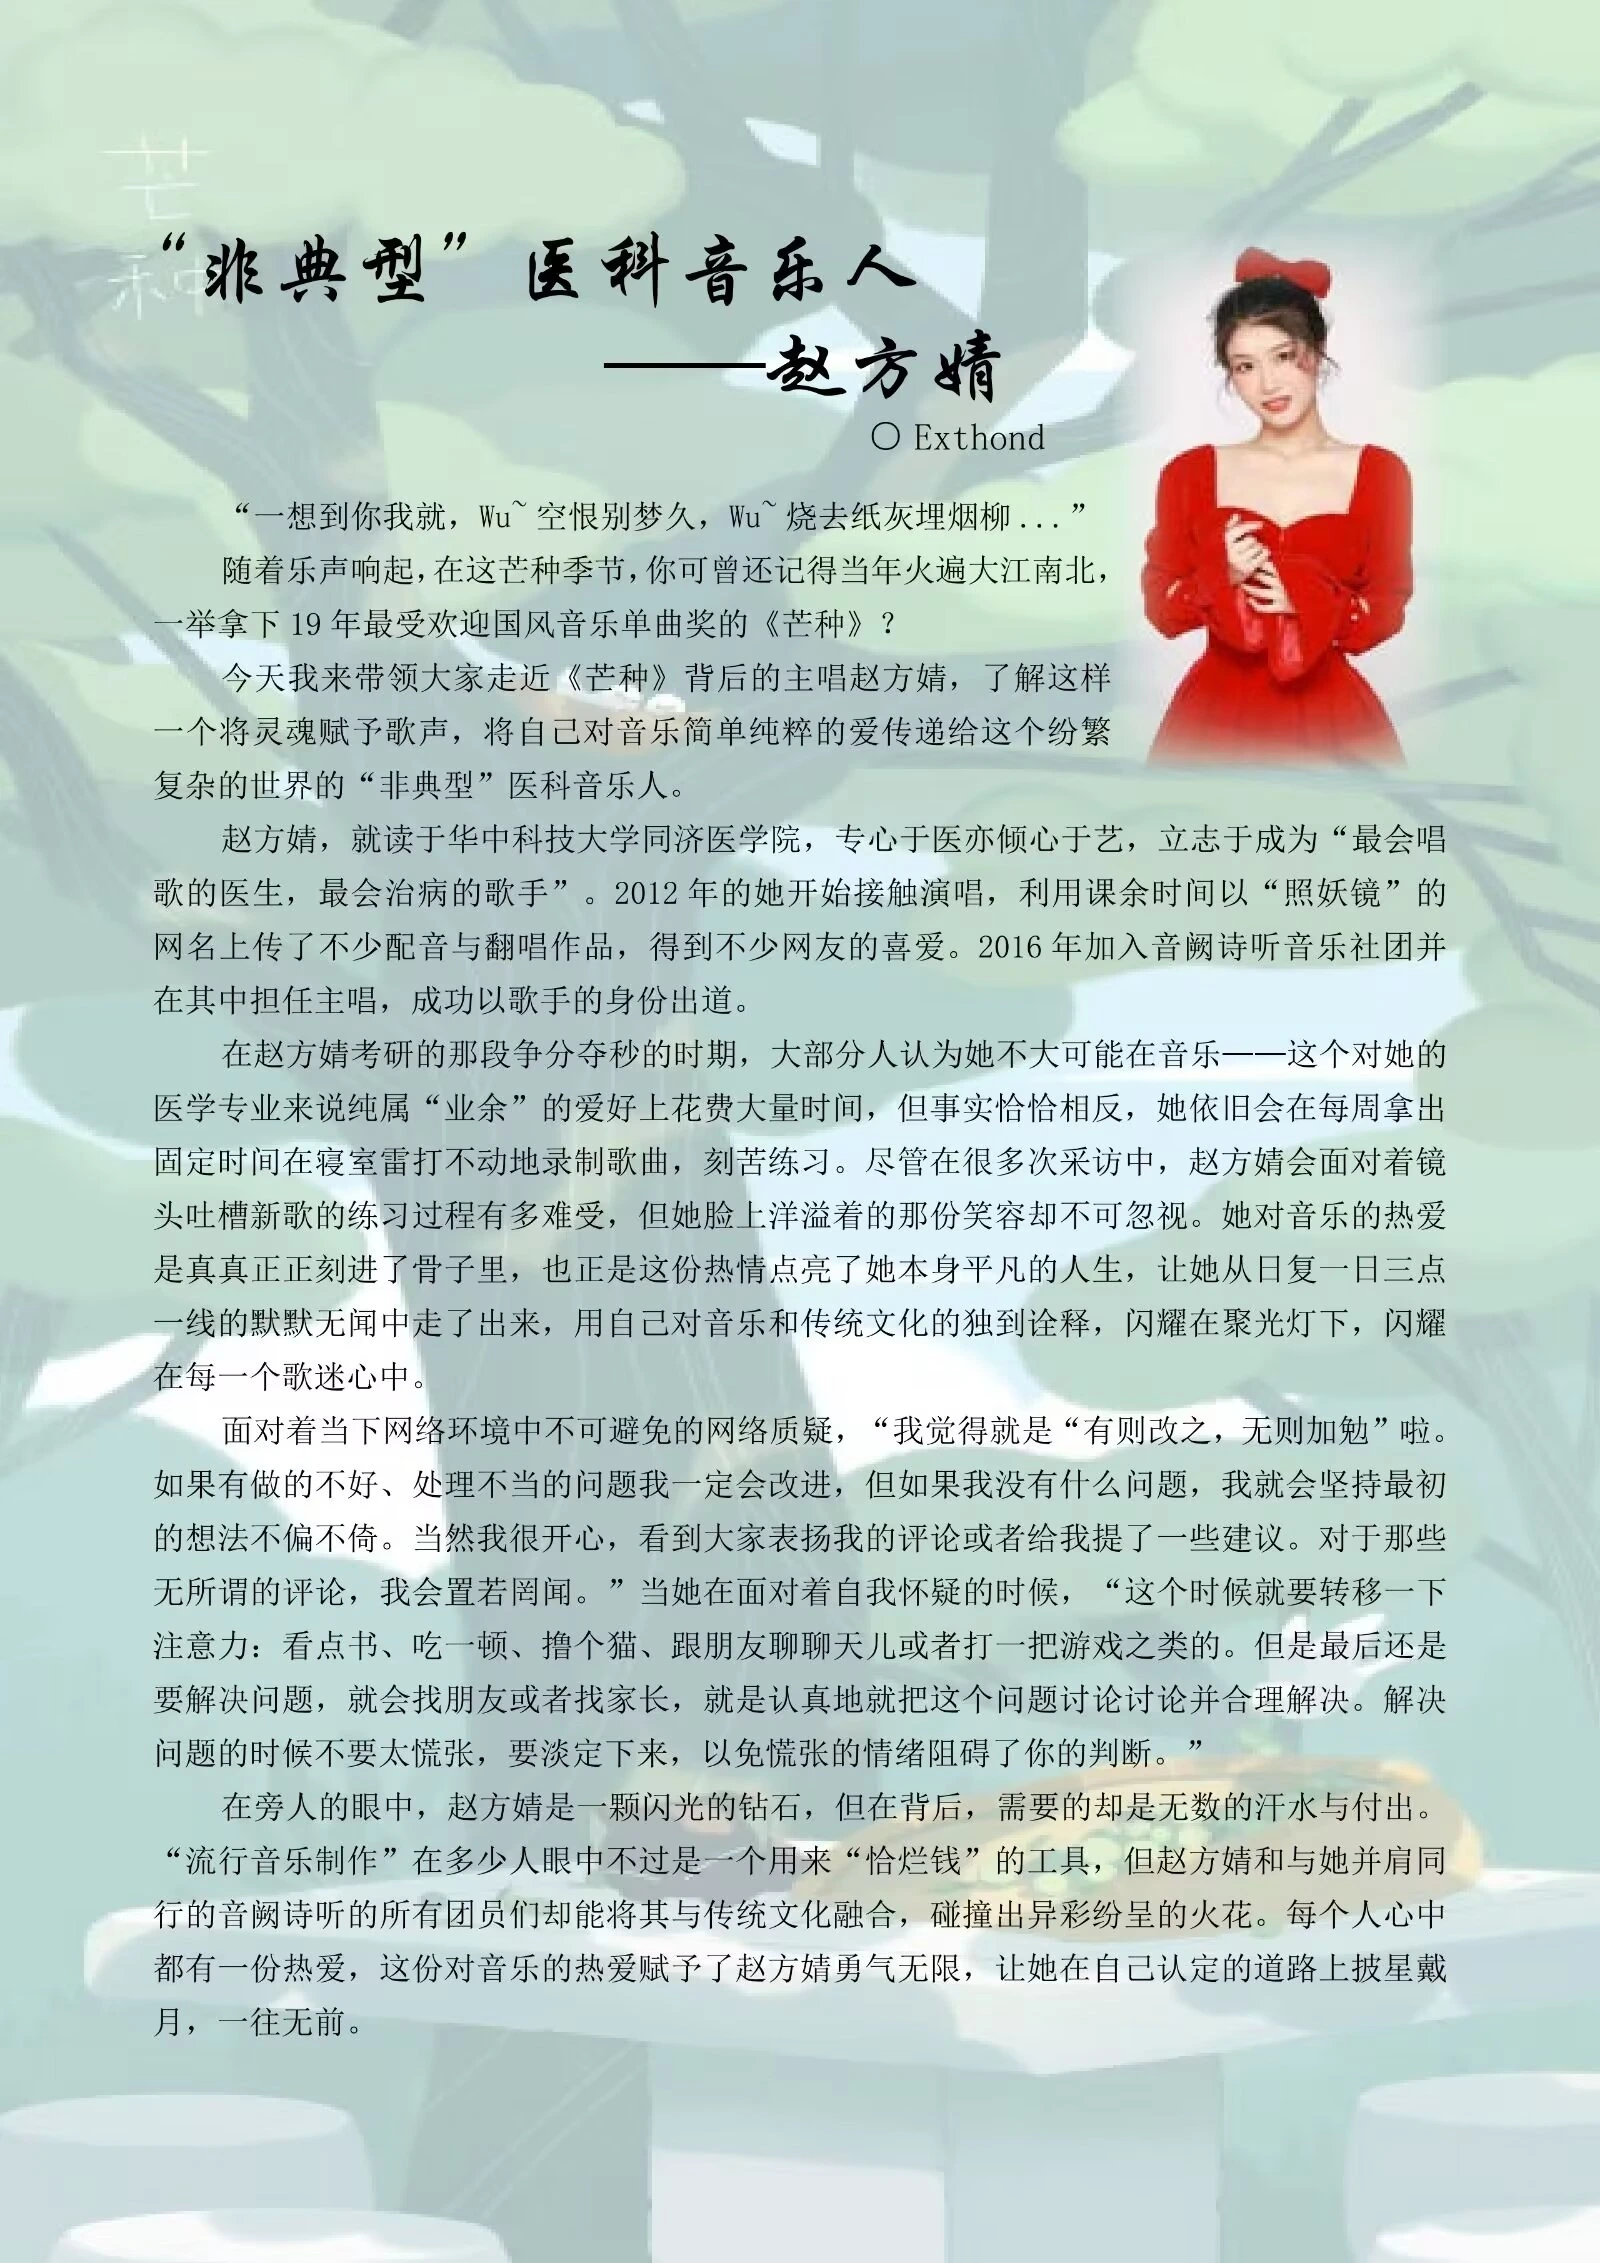 芒种
“非典型”医科音乐人
——赵方婧
〇 Exthond
“一想到你我就，Wu~ 空恨别梦久，Wu~ 烧去纸灰埋烟柳...”
随着乐声响起，在这芒种季节，你可曾还记得当年火遍大江南北，
一举拿下 19 年最受欢迎国风音乐单曲奖的《芒种》？
今天我来带领大家走近《芒种》背后的主唱赵方婧，了解这样
一个将灵魂赋予歌声，将自己对音乐简单纯粹的爱传递给这个纷繁
复杂的世界的“非典型”医科音乐人。
赵方婧，就读于华中科技大学同济医学院，专心于医亦倾心于艺，立志于成为“最会唱
歌的医生，最会治病的歌手”。2012 年的她开始接触演唱，利用课余时间以“照妖镜”的
网名上传了不少配音与翻唱作品，得到不少网友的喜爱。2016 年加入音阙诗听音乐社团并
在其中担任主唱，成功以歌手的身份出道。
在赵方婧考研的那段争分夺秒的时期，大部分人认为她不大可能在音乐——这个对她的
医学专业来说纯属“业余”的爱好上花费大量时间，但事实恰恰相反，她依旧会在每周拿出
固定时间在寝室雷打不动地录制歌曲，刻苦练习。尽管在很多次采访中，赵方婧会面对着镜
头吐槽新歌的练习过程有多难受，但她脸上洋溢着的那份笑容却不可忽视。她对音乐的热爱
是真真正正刻进了骨子里，也正是这份热情点亮了她本身平凡的人生，让她从日复一日三点
一线的默默无闻中走了出来，用自己对音乐和传统文化的独到诠释，闪耀在聚光灯下，闪耀
在每一个歌迷心中。
面对着当下网络环境中不可避免的网络质疑，“我觉得就是“有则改之，无则加勉”啦。
如果有做的不好、处理不当的问题我一定会改进，但如果我没有什么问题，我就会坚持最初
的想法不偏不倚。当然我很开心，看到大家表扬我的评论或者给我提了一些建议。对于那些
无所谓的评论，我会置若罔闻。”当她在面对着自我怀疑的时候，“这个时候就要转移一下
注意力：看点书、吃一顿、撸个猫、跟朋友聊聊天儿或者打一把游戏之类的。但是最后还是
要解决问题，就会找朋友或者找家长，就是认真地就把这个问题讨论讨论并合理解决。解决
问题的时候不要太慌张，要淡定下来，以免慌张的情绪阻碍了你的判断。”
在旁人的眼中，赵方婧是一颗闪光的钻石，但在背后，需要的却是无数的汗水与付出。
“流行音乐制作”在多少人眼中不过是一个用来“恰烂钱”的工具，但赵方婧和与她并肩同
行的音阙诗听的所有团员们却能将其与传统文化融合，碰撞出异彩纷呈的火花。每个人心中
都有一份热爱，这份对音乐的热爱赋予了赵方婧勇气无限，让她在自己认定的道路上披星戴
月，一往无前。